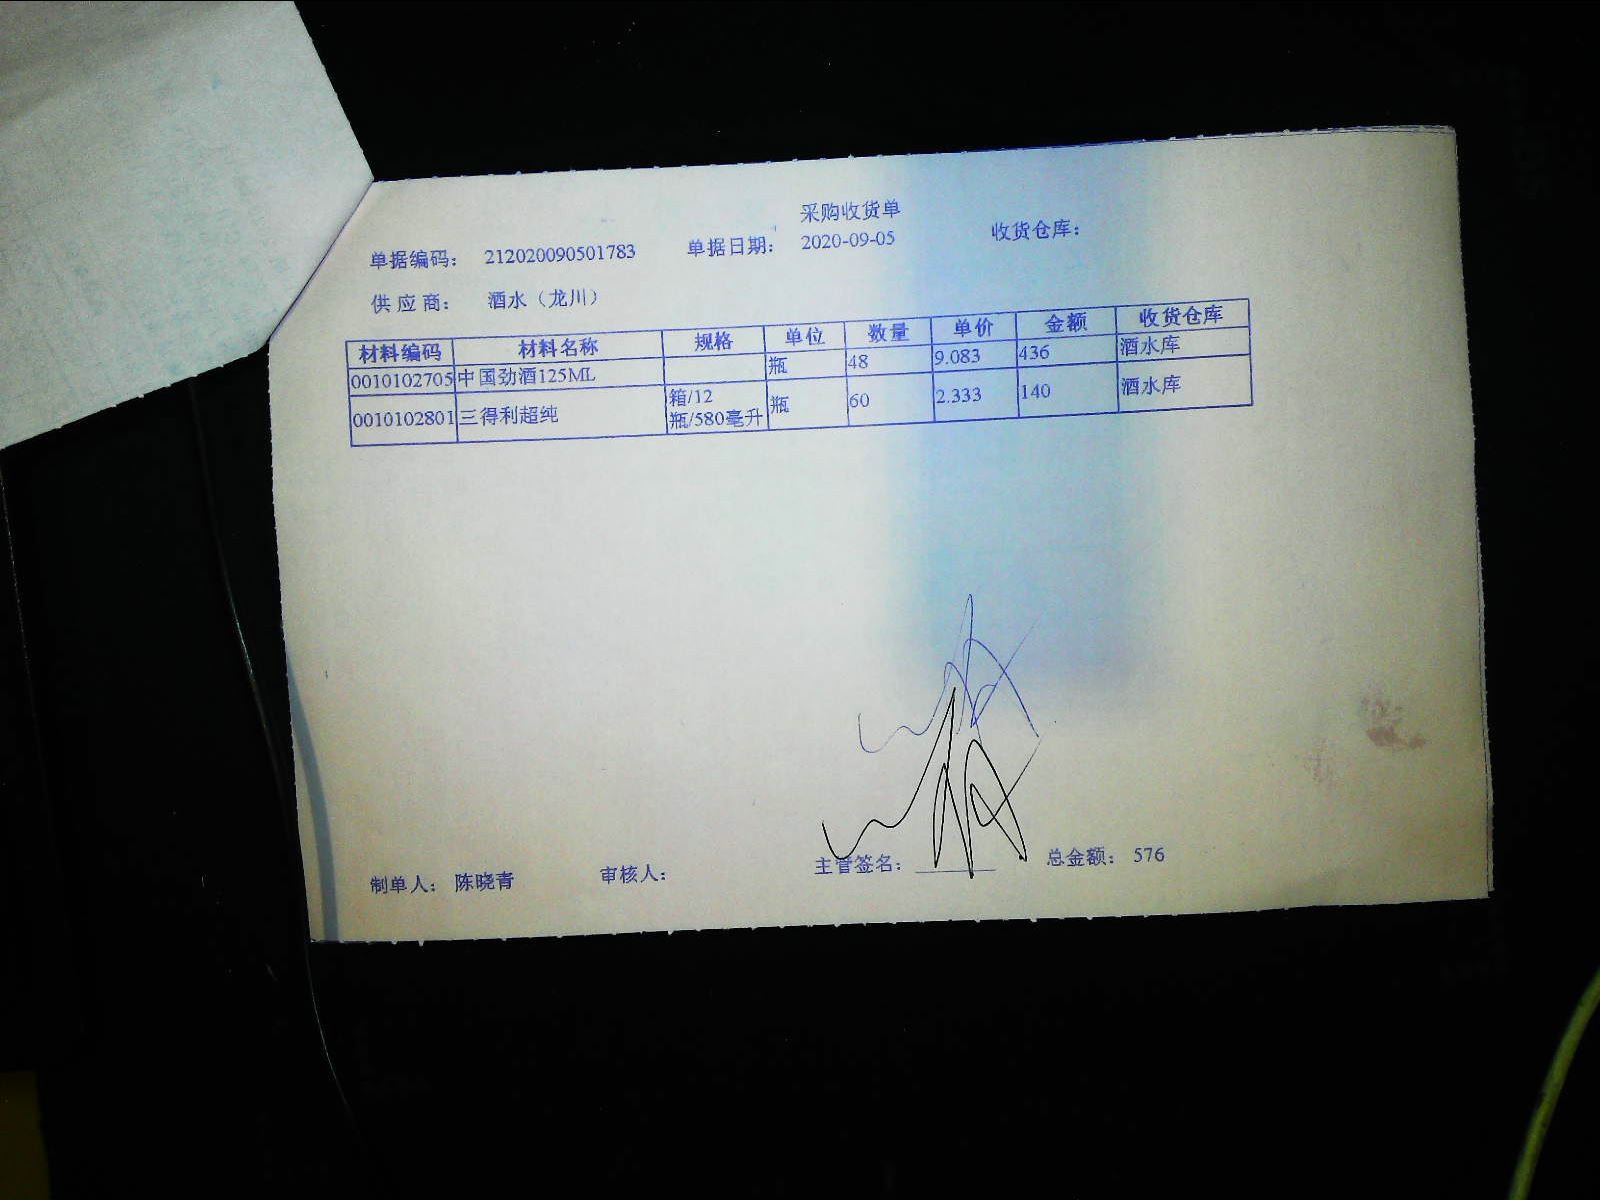 采购收货单
单据编码： 212020090501783 单据日期： 2020-09-05 收货仓库：
供应商： 酒水（龙川）
材料编码 材料名称 规格 单位 数量 单价 金额 收货仓库
0010102705 中国劲酒125ML 瓶 48 9.083 436 酒水库
0010102801 三得利超纯 箱/12瓶/580毫升 瓶 60 2.333 140 酒水库
制单人： 陈晓青 审核人： 主管签名： 总金额： 576